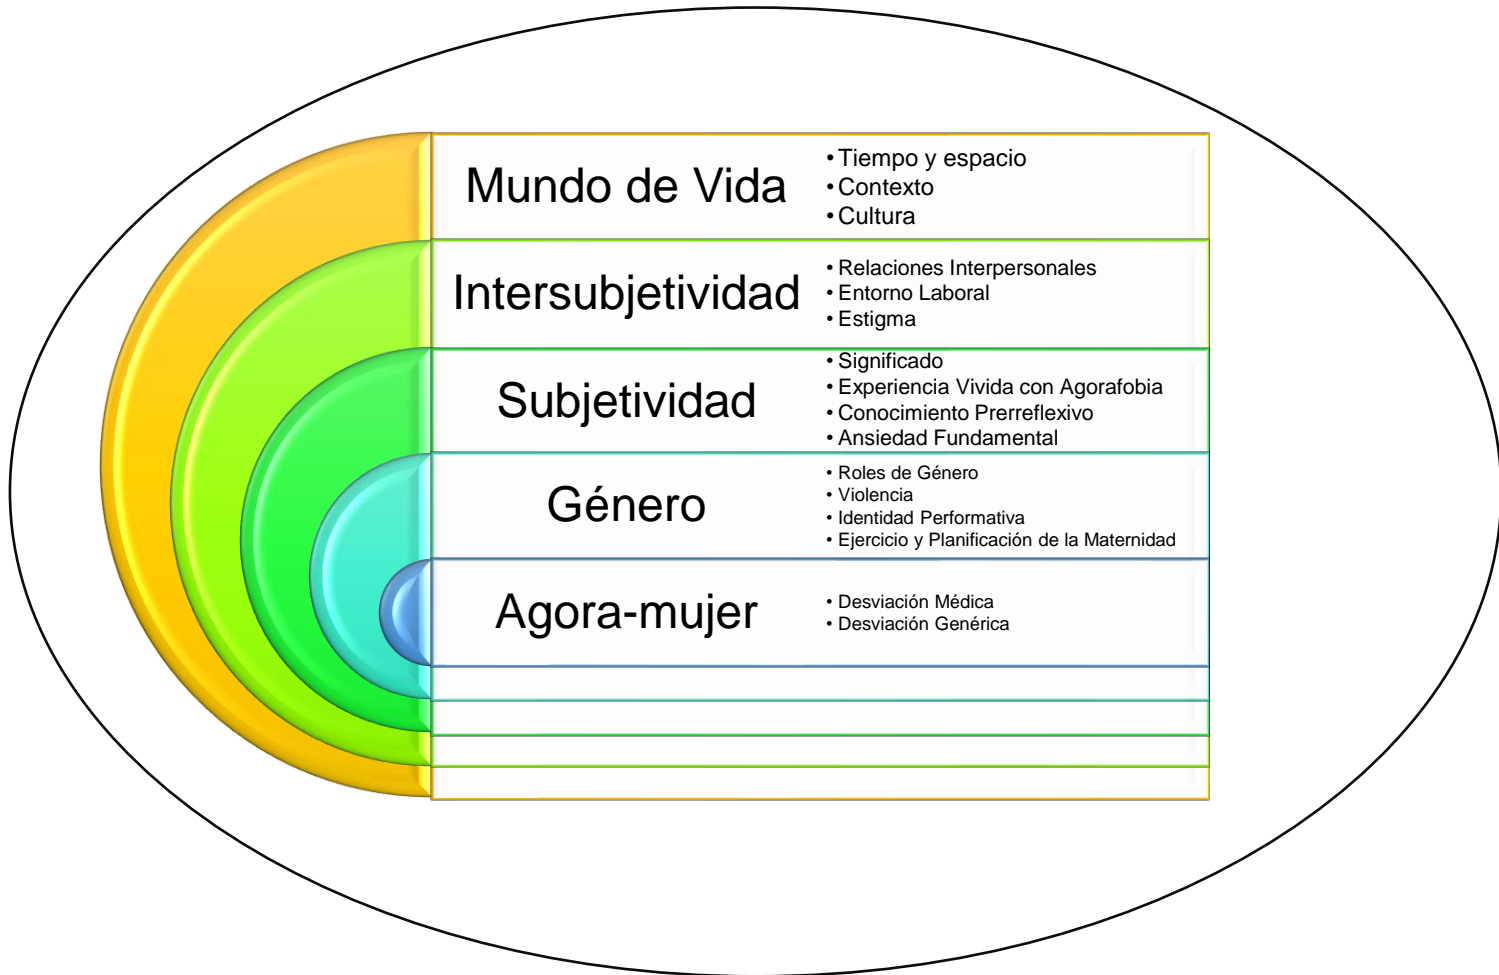 Mundo de Vida
• Tiempo y espacio
• Contexto
• Cultura
Intersubjetividad
• Relaciones Interpersonales
• Entorno Laboral
• Estigma
Subjetividad
• Significado
• Experiencia Vivida con Agorafobia
• Conocimiento Prerreflexivo
• Ansiedad Fundamental
Género
• Roles de Género
• Violencia
• Identidad Performativa
• Ejercicio y Planificación de la Maternidad
Agora-mujer
• Desviación Médica
• Desviación Genérica